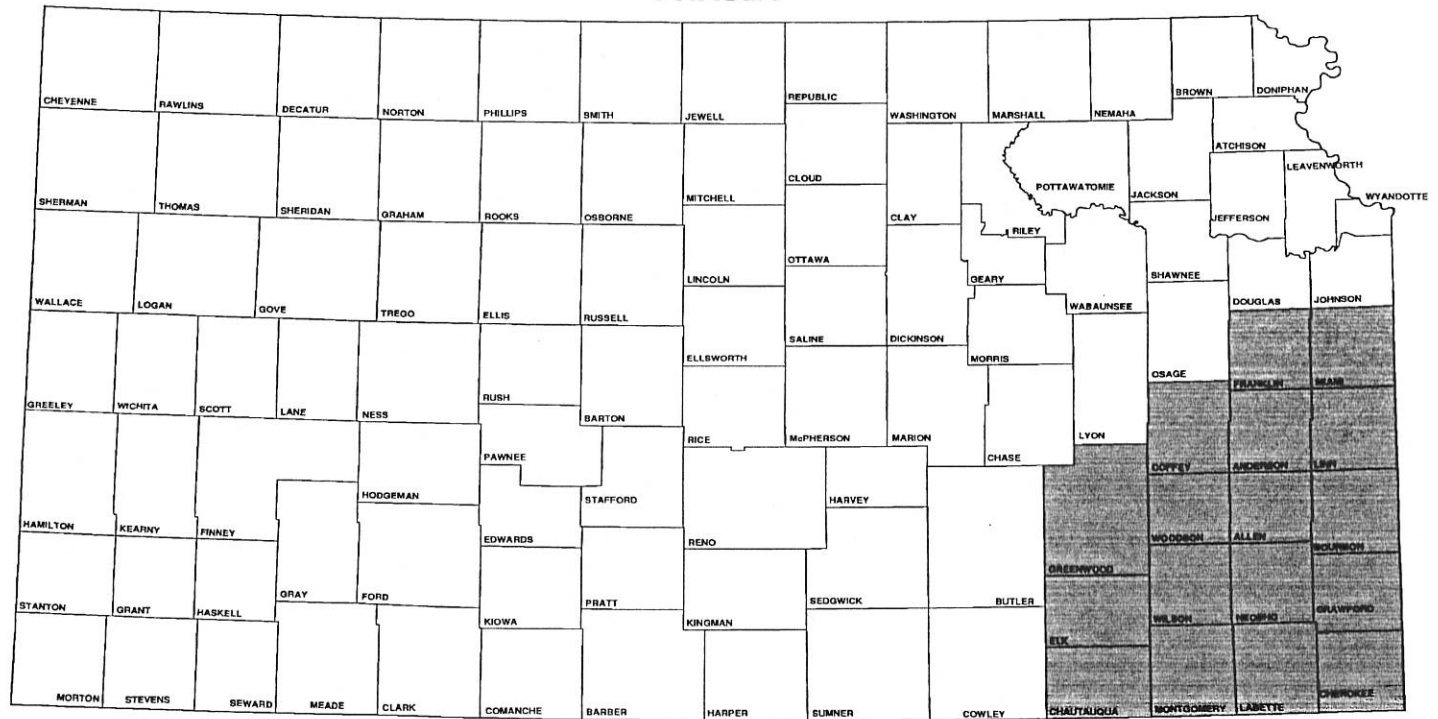 CHEYENNE
RAWLINS
DECATUR
NORTON
PHILLIPS
SMITH
JEWELL
REPUBLIC
WASHINGTON
MARSHALL
NEMAHA
BROWN
DONIPHAN
ATCHISON
SHERMAN
THOMAS
SHERIDAN
GRAHAM
ROOKS
OSBORNE
MITCHELL
CLOUD
CLAY
RILEY
POTTAWATOMIE
JACKSON
JEFFERSON
LEAVENWORTH
WYANDOTTE
WALLACE
LOGAN
GOVE
TREGO
ELLIS
RUSSELL
LINCOLN
OTTAWA
GEARY
WABAUNSEE
SHAWNEE
DOUGLAS
JOHNSON
ELLSWORTH
SALINE
DICKINSON
MORRIS
OSAGE
FRANKLIN
MIAMI
GREELEY
WICHITA
SCOTT
LANE
NESS
RUSH
BARTON
RICE
McPHERSON
MARION
CHASE
LYON
COFFEY
ANDERSON
LINN
PAWNEE
HAMILTON
KEARNY
FINNEY
HODGEMAN
EDWARDS
STAFFORD
RENO
HARVEY
GREENWOOD
WOODSON
ALLEN
BOURBON
STANTON
GRANT
HASKELL
GRAY
FORD
KIOWA
PRATT
KINGMAN
SEDGWICK
BUTLER
ELK
WILSON
NEOSHO
CRAWFORD
MORTON
STEVENS
SEWARD
MEADE
CLARK
COMANCHE
BARBER
HARPER
SUMNER
COWLEY
CHAUTAUQUA
MONTGOMERY
LABETTE
CHEROKEE